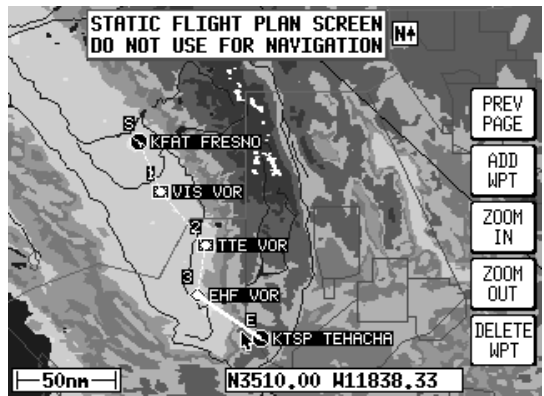 STATIC FLIGHT PLAN SCREEN
DO NOT USE FOR NAVIGATION
N
PREV
PAGE
S
KFAT FRESNO
ADD
WPT
1
VIS VOR
ZOOM
IN
2
TTE VOR
ZOOM
OUT
3
EHF VOR
E
KTSP TEHACHA
DELETE
WPT
50nm
N3510.00 W11838.33